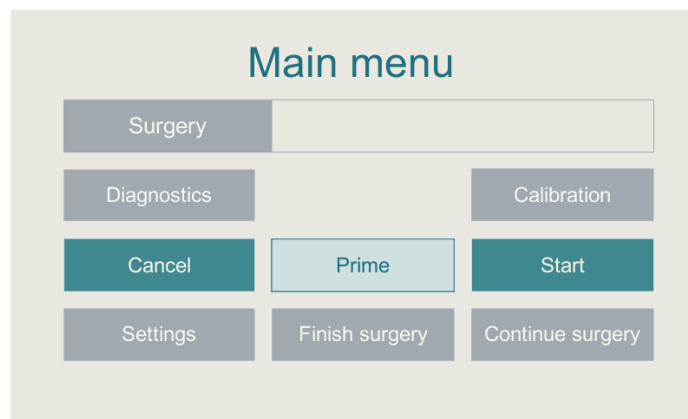 Main menu
Surgery
Diagnostics Calibration
Cancel Prime Start
Settings Finish surgery Continue surgery